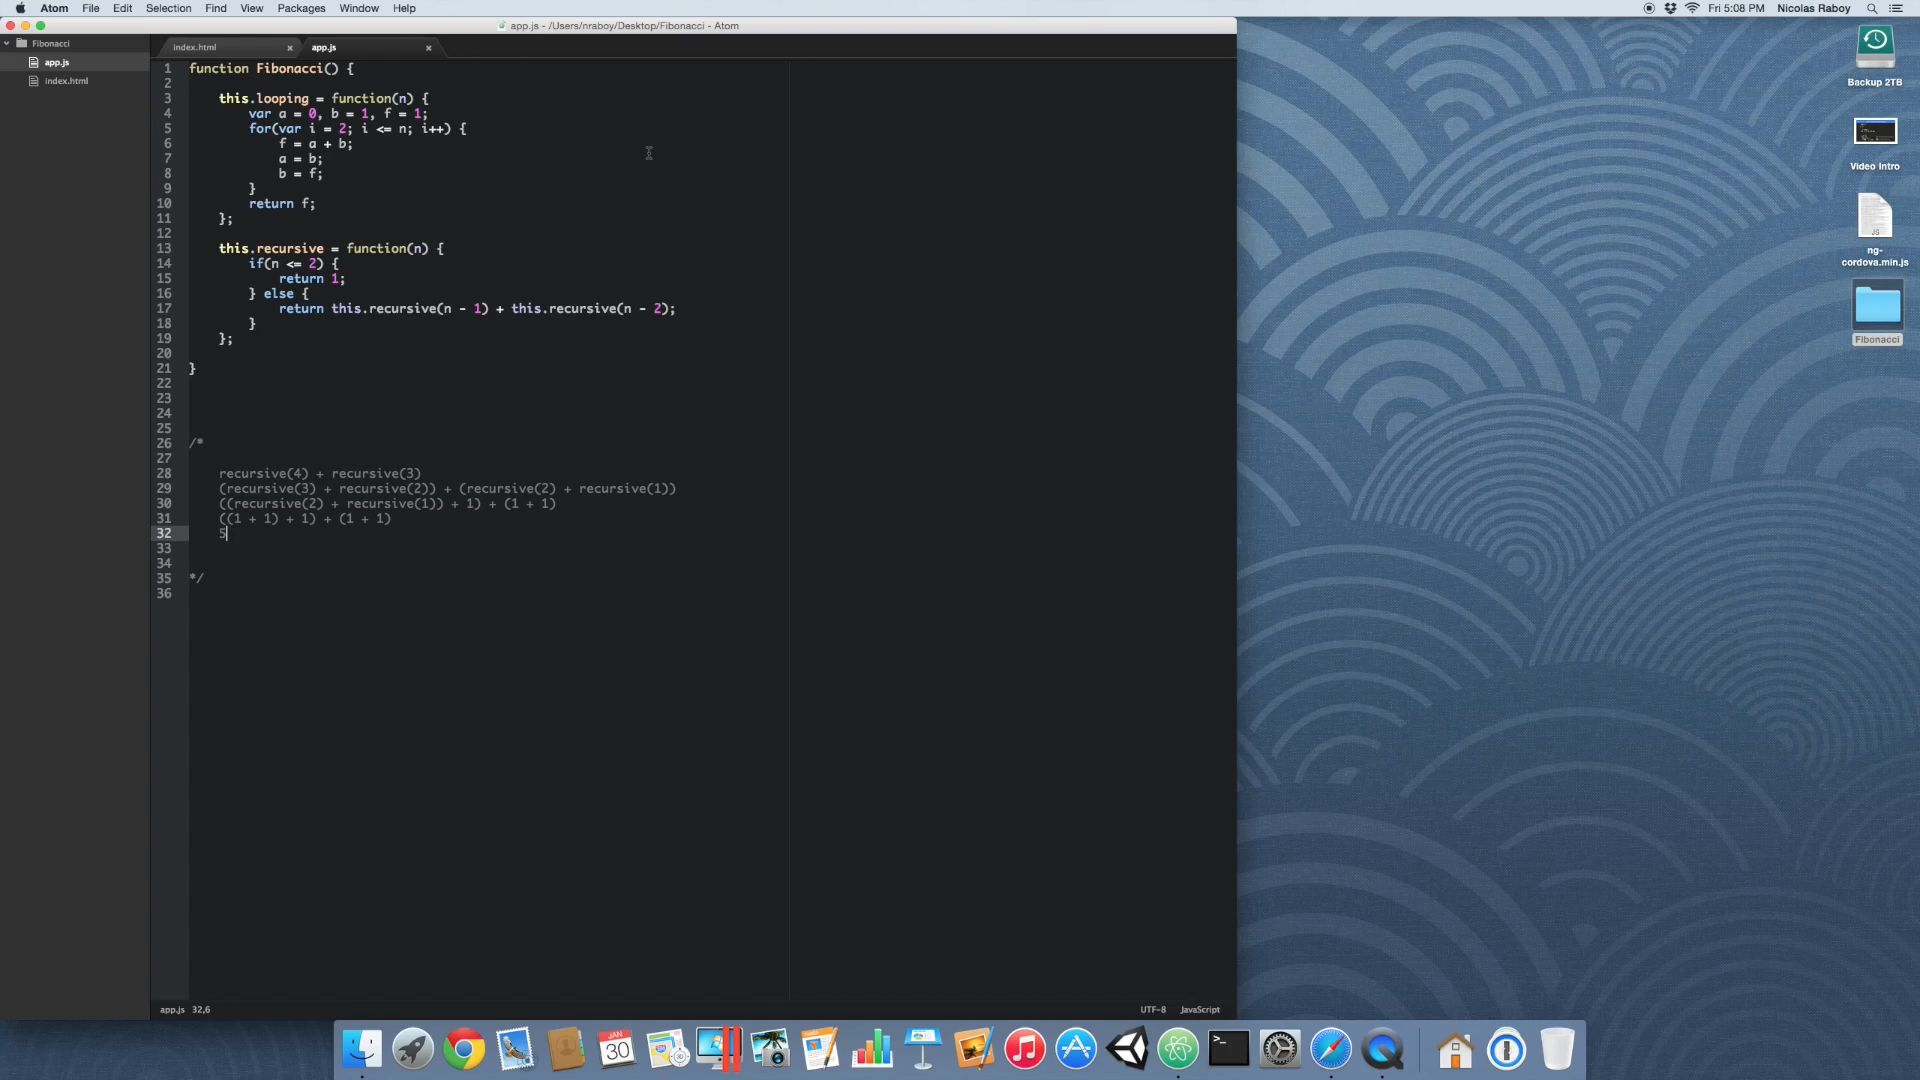 Atom File Edit View Selection Find Packages Window Help Fri 5:08 PM Nicolas Raboy
app.js - /Users/nraboy/Desktop/Fibonacci - Atom
Fibonacci
app.js
index.html
index.html app.js
1 function Fibonacci() {
2
3 this.looping = function(n) {
4 var a = 0, b = 1, f = 1;
5 for(var i = 2; i <= n; i++) {
6 f = a + b;
7 a = b;
8 b = f;
9 }
10 return f;
11 };
12
13 this.recursive = function(n) {
14 if(n <= 2) {
15 return 1;
16 } else {
17 return this.recursive(n - 1) + this.recursive(n - 2);
18 }
19 };
20
21 }
22
23
24
25
26 /*
27
28 recursive(4) + recursive(3)
29 (recursive(3) + recursive(2)) + (recursive(2) + recursive(1))
30 ((recursive(2) + recursive(1)) + 1) + (1 + 1)
31 ((1 + 1) + 1) + (1 + 1)
32 5
33
34
35 */
36
app.js 32,6 UTF-8 JavaScript
Backup 2TB
Video Intro
JS
ng-
cordova.min.js
Fibonacci
JAN
30